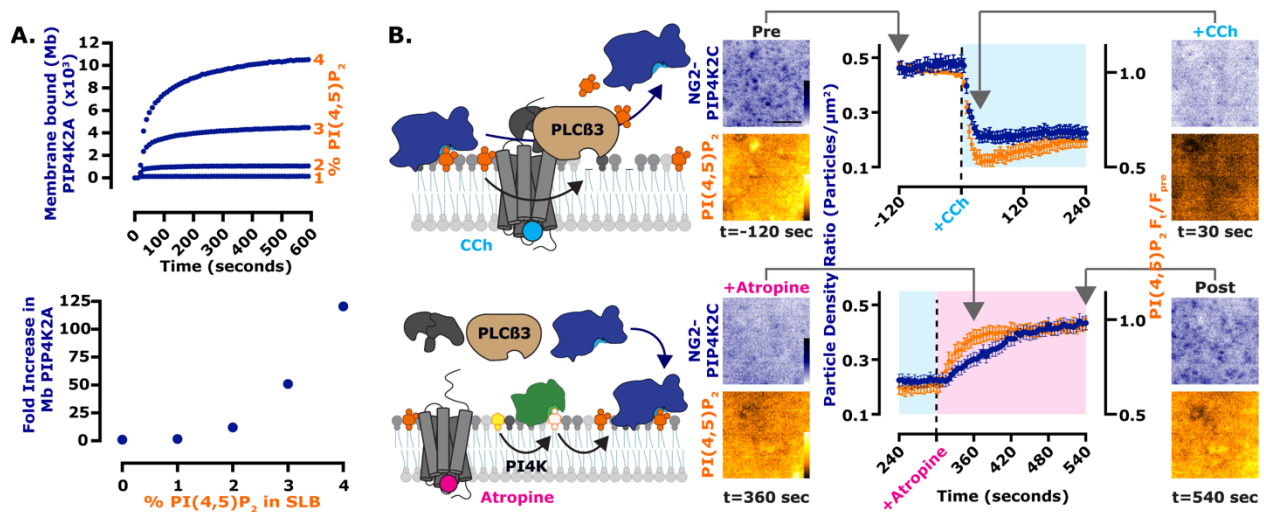 A.
Membrane bound (Mb)
PIP4K2A (x10³)
12
10
8
6
4
2
0
4
3
2
1
% PI(4,5)P₂
0
100
200
300
400
500
600
Time (seconds)
Fold Increase in
Mb PIP4K2A
125
100
75
50
25
0
0
1
2
3
4
% PI(4,5)P₂ in SLB
B.
PLCß3
CCh
Pre
NG2-
PIP4K2C
PI(4,5)P₂
t=-120 sec
0.5
0.3
0.1
1.0
0.5
-120
+CCh
120
240
+CCh
t=30 sec
Particle Density Ratio (Particles/µm²)
PI(4,5)P₂ Fₜ/Fₚᵣₑ
PLCß3
PI4K
Atropine
+Atropine
NG2-
PIP4K2C
PI(4,5)P₂
t=360 sec
0.5
0.3
0.1
1.0
0.5
240
+Atropine
360
420
480
540
Time (seconds)
Post
t=540 sec